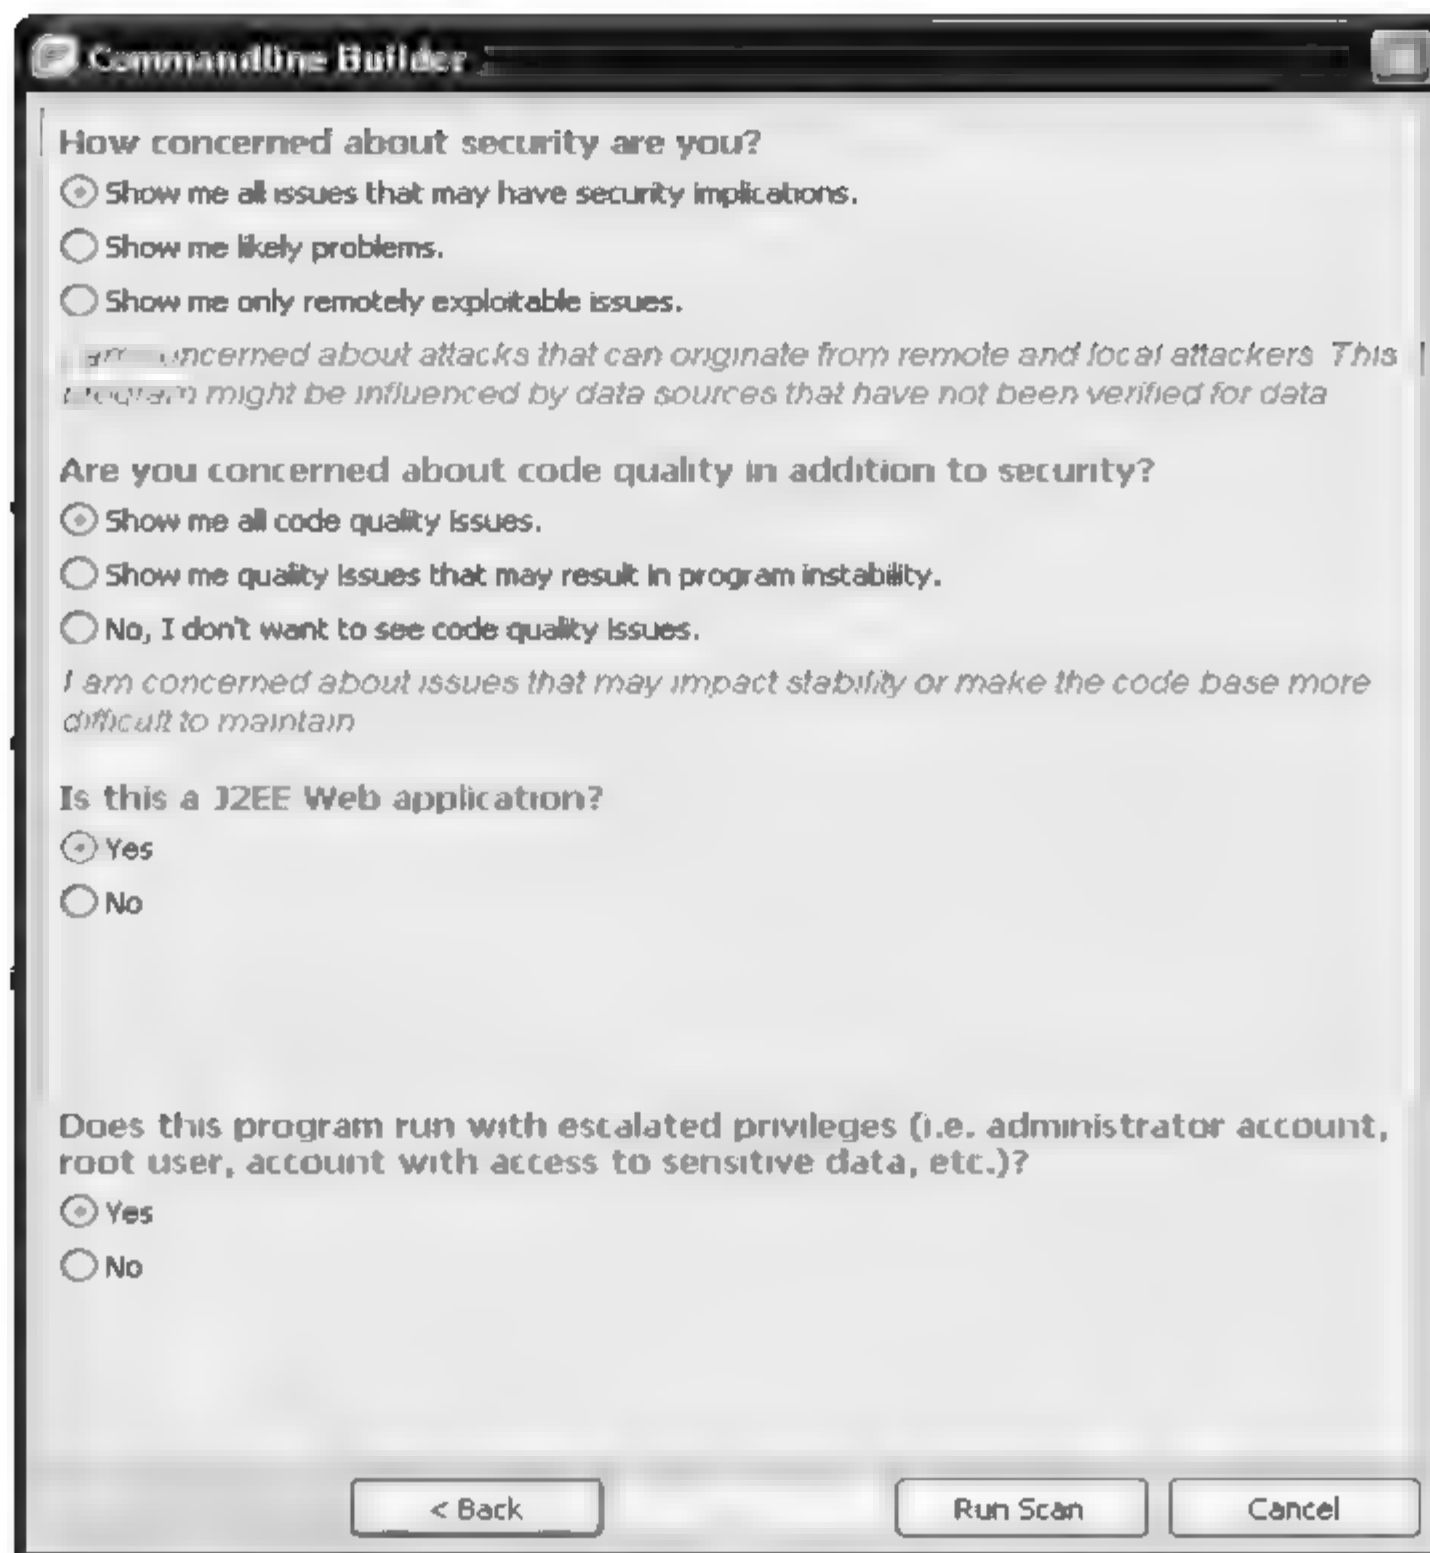 Commandline Builder
How concerned about security are you?
Show me all issues that may have security implications.
Show me likely problems.
Show me only remotely exploitable issues.
about attacks that can originate from remote and local attackers This
might be influenced by data sources that have not been verified for data
Are you concerned about code quality in addition to security?
Show me all code quality issues.
Show me quality issues that may result in program instability.
No, I don't want to see code quality issues.
I am concerned about issues that may impact stability or make the code base more
difficult to maintain
Is this a J2EE Web application?
Yes
No
Does this program run with escalated privileges (i.e. administrator account,
root user, account with access to sensitive data, etc.)?
Yes
No
< Back
Run Scan
Cancel